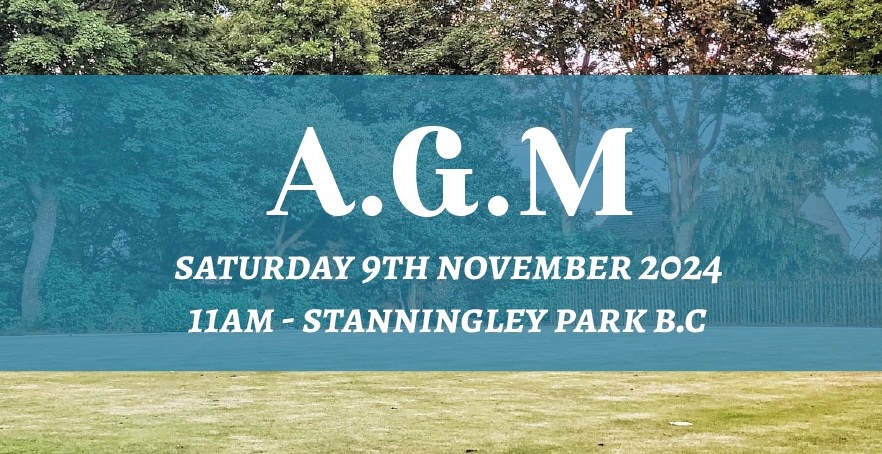 A.G.M
SATURDAY 9TH NOVEMBER 2024
11AM - STANNINGLEY PARK B.C